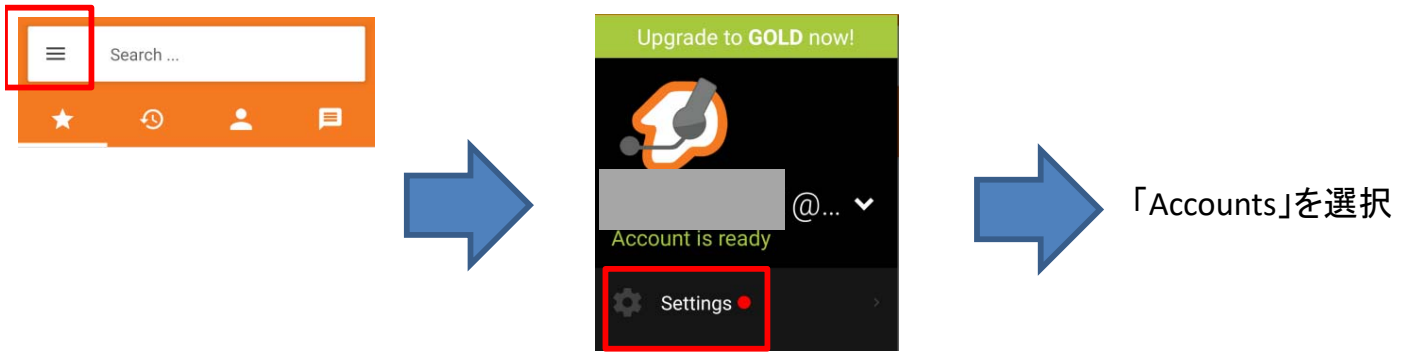 Search ...
Upgrade to GOLD now!
@...
Account is ready
Settings
「Accounts」を選択